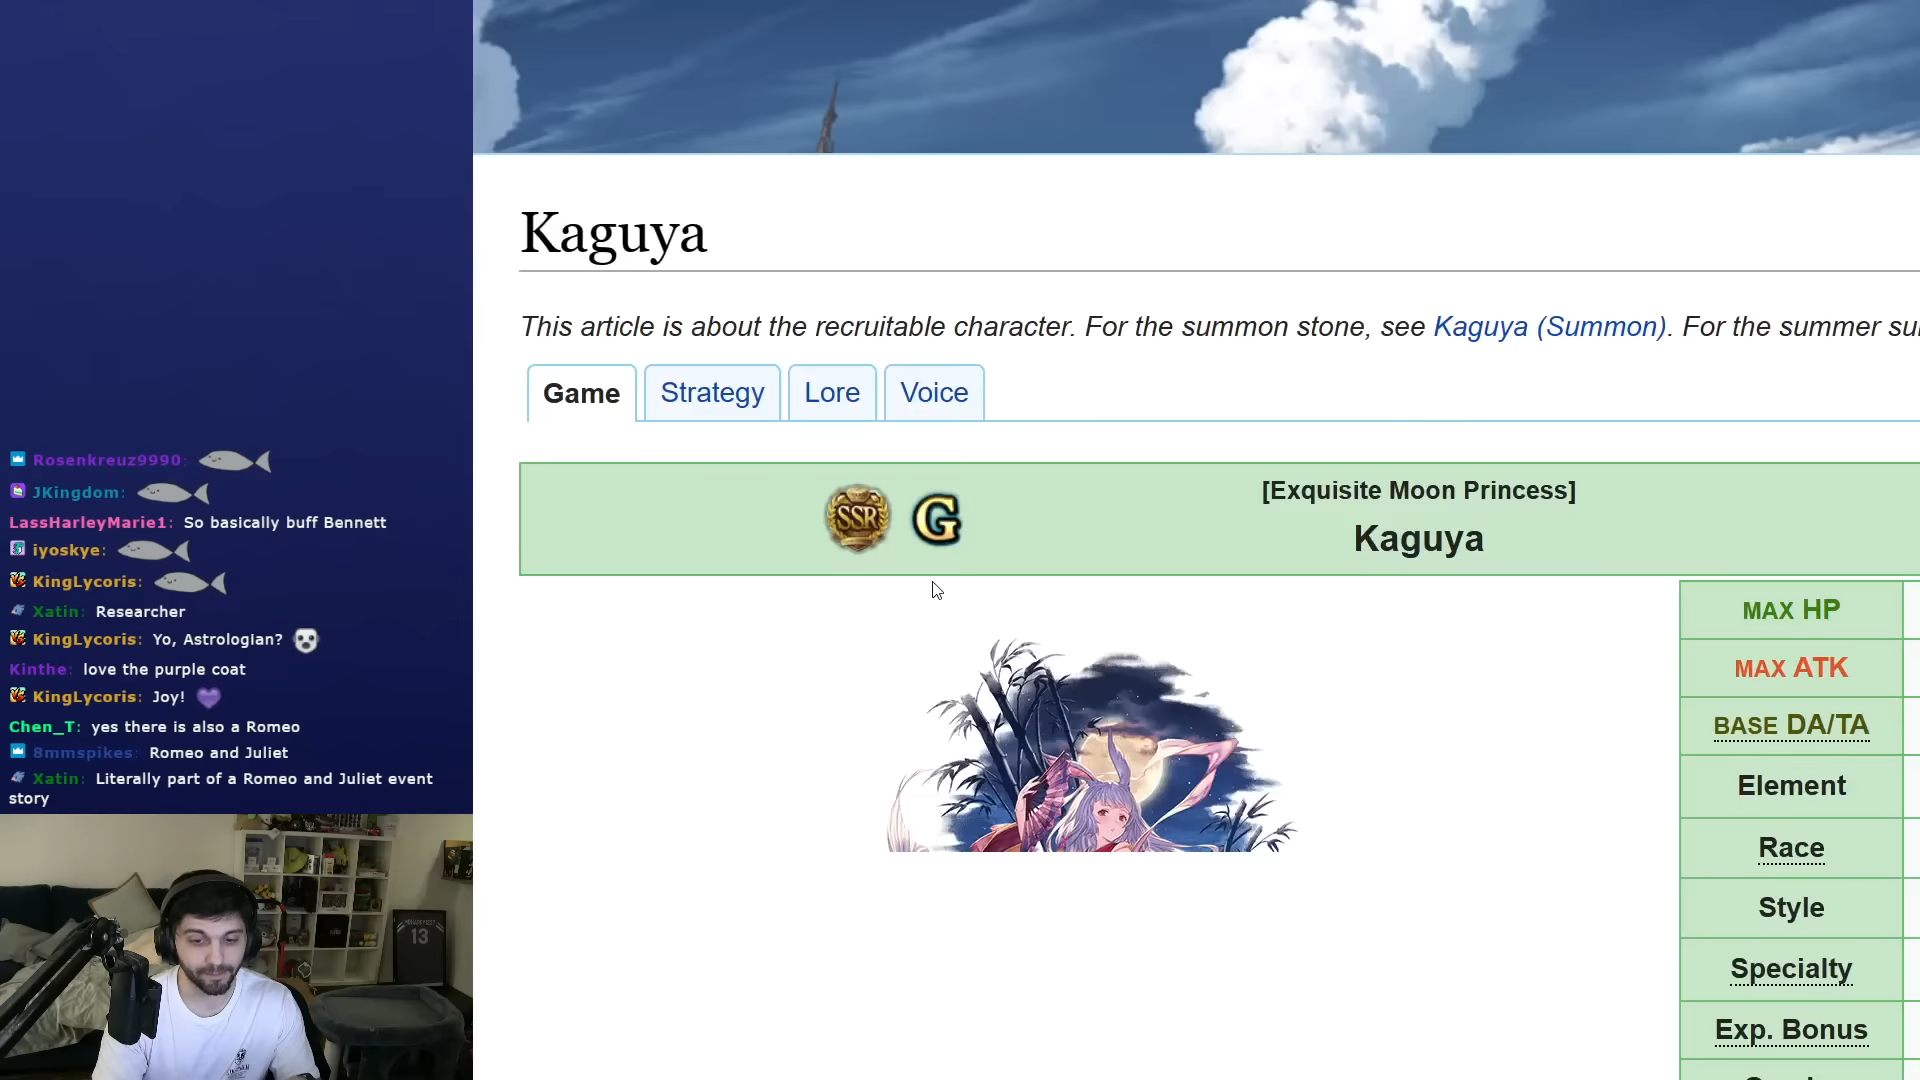 Kaguya
This article is about the recruitable character. For the summon stone, see Kaguya (Summon). For the summer su
Game
Strategy
Lore
Voice
SSR
G
[Exquisite Moon Princess]
Kaguya
MAX HP
MAX ATK
BASE DA/TA
Element
Race
Style
Specialty
Exp. Bonus
Rosenkreuz9990:
JKingdom:
LassHarleyMarie1: So basically buff Bennett
iyoskye:
KingLycoris:
Xatin: Researcher
KingLycoris: Yo, Astrologian?
Kinthe: love the purple coat
KingLycoris: Joy!
Chen_T: yes there is also a Romeo
8mmspikes: Romeo and Juliet
Xatin: Literally part of a Romeo and Juliet event
story
13